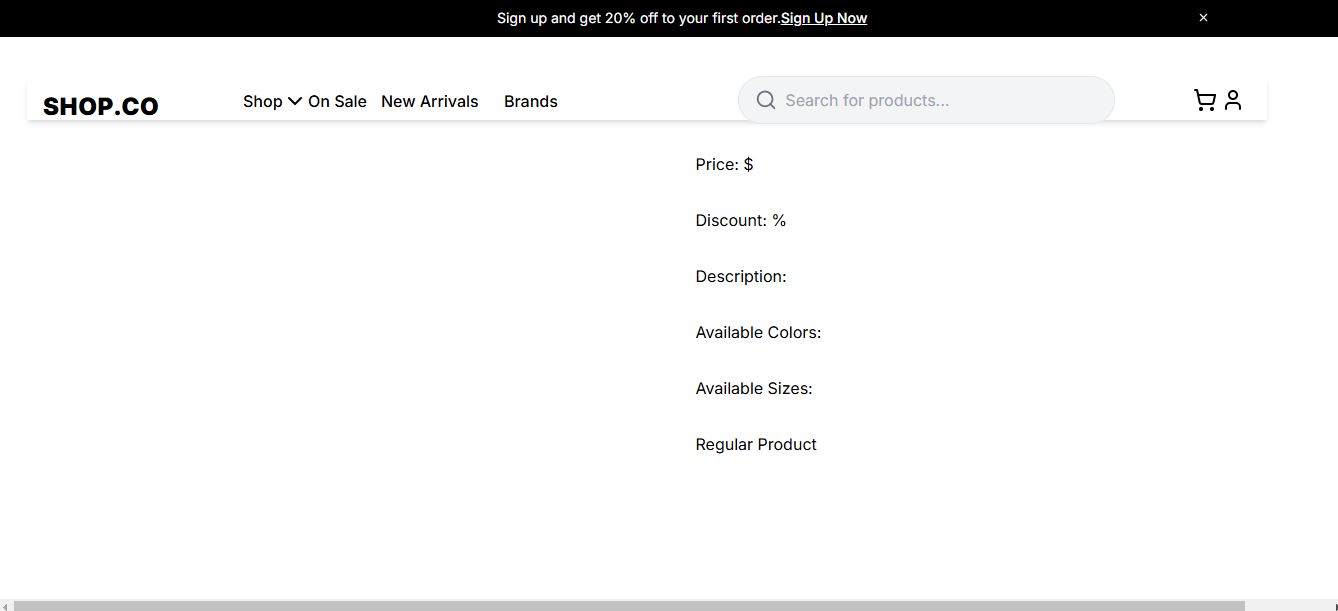 Sign up and get 20% off to your first order.Sign Up Now
×
SHOP.CO
Shop On Sale New Arrivals Brands
Search for products...
Price: $
Discount: %
Description:
Available Colors:
Available Sizes:
Regular Product